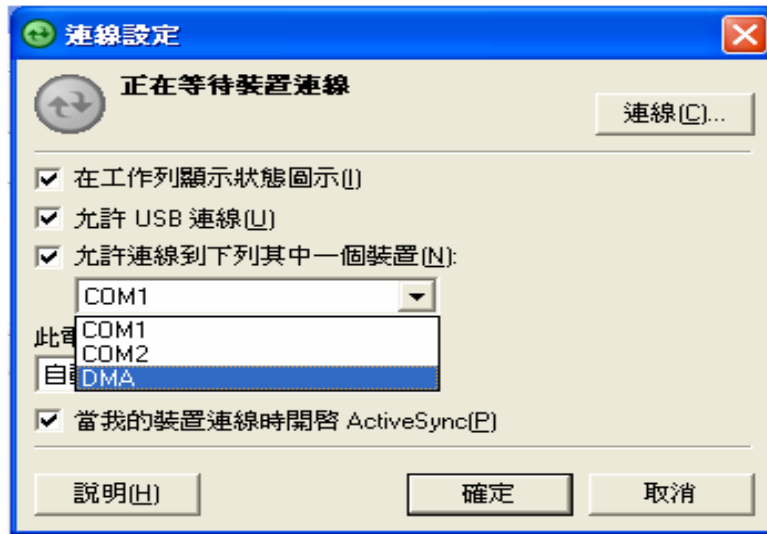 連線設定
正在等待裝置連線
連線(C)...
在工作列顯示狀態圖示(I)
允許 USB 連線(U)
允許連線到下列其中一個裝置(N):
COM1
COM1
COM2
DMA
此
自
當我的裝置連線時開啓 ActiveSync(P)
說明(H)
確定
取消